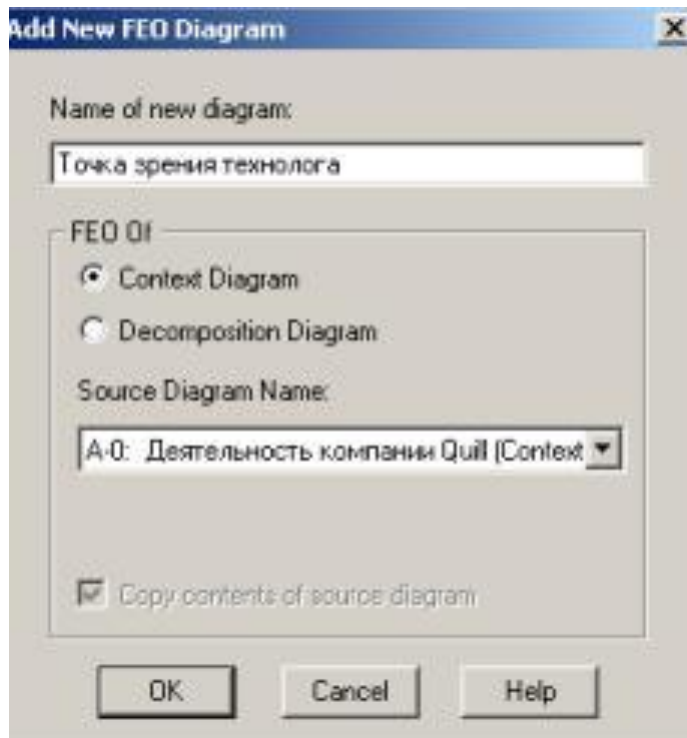 Add New FEO Diagram
Name of new diagram:
Точка зрения технолога
FEO Of
Context Diagram
Decomposition Diagram
Source Diagram Name:
A-0: Деятельность компании Quill (Context
Copy contents of source diagram
OK
Cancel
Help